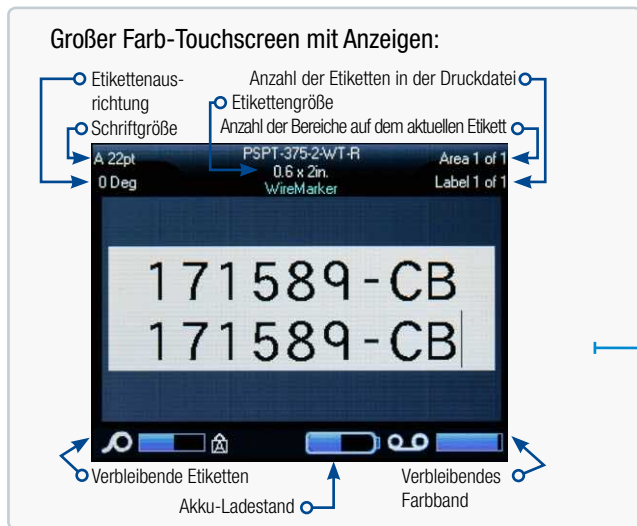 Großer Farb-Touchscreen mit Anzeigen:
Etikettenaus-
richtung
Anzahl der Etiketten in der Druckdatei
Etikettengröße
Schriftgröße
Anzahl der Bereiche auf dem aktuellen Etikett
A 22pt
PSPT-375-2-WT-R
Area 1 of 1
0 Deg
0.6 x 2in.
Label 1 of 1
WireMarker
171589-CB
171589-CB
A
Verbleibende Etiketten
Verbleibendes
Farbband
Akku-Ladestand